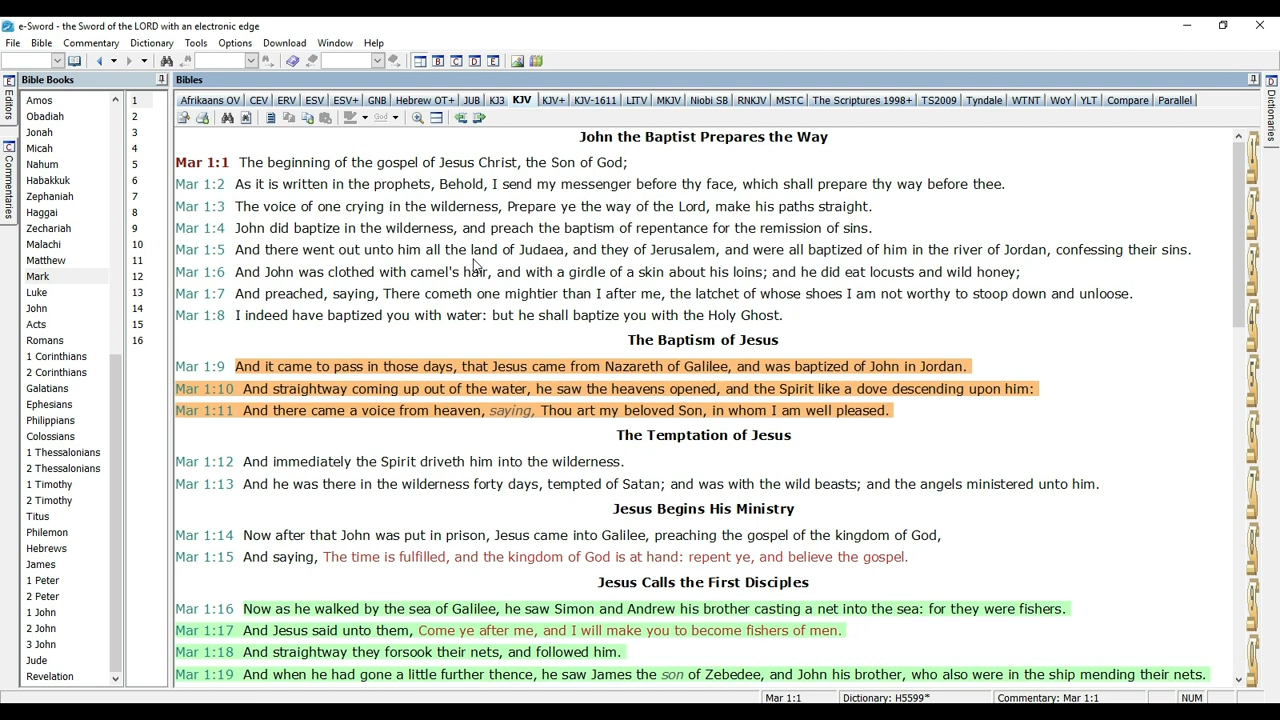 e-Sword - the Sword of the LORD with an electronic edge
File Bible Commentary Dictionary Tools Options Download Window Help
B C D E
Bible Books
Bibles
Editors
Commentaries
Dictionaries
Afrikaans OV CEV ERV ESV ESV+ GNB Hebrew OT+ JUB KJ3 KJV KJV+ KJV-1611 LITV MKJV Niobi SB RNKJV MSTC The Scriptures 1998+ TS2009 Tyndale WTNT WoY YLT Compare Parallel
God
Amos
Obadiah
Jonah
Micah
Nahum
Habakkuk
Zephaniah
Haggai
Zechariah
Malachi
Matthew
Mark
Luke
John
Acts
Romans
1 Corinthians
2 Corinthians
Galatians
Ephesians
Philippians
Colossians
1 Thessalonians
2 Thessalonians
1 Timothy
2 Timothy
Titus
Philemon
Hebrews
James
1 Peter
2 Peter
1 John
2 John
3 John
Jude
Revelation
1
2
3
4
5
6
7
8
9
10
11
12
13
14
15
16
John the Baptist Prepares the Way
Mar 1:1 The beginning of the gospel of Jesus Christ, the Son of God;
Mar 1:2 As it is written in the prophets, Behold, I send my messenger before thy face, which shall prepare thy way before thee.
Mar 1:3 The voice of one crying in the wilderness, Prepare ye the way of the Lord, make his paths straight.
Mar 1:4 John did baptize in the wilderness, and preach the baptism of repentance for the remission of sins.
Mar 1:5 And there went out unto him all the land of Judaea, and they of Jerusalem, and were all baptized of him in the river of Jordan, confessing their sins.
Mar 1:6 And John was clothed with camel's hair, and with a girdle of a skin about his loins; and he did eat locusts and wild honey;
Mar 1:7 And preached, saying, There cometh one mightier than I after me, the latchet of whose shoes I am not worthy to stoop down and unloose.
Mar 1:8 I indeed have baptized you with water: but he shall baptize you with the Holy Ghost.
The Baptism of Jesus
Mar 1:9 And it came to pass in those days, that Jesus came from Nazareth of Galilee, and was baptized of John in Jordan.
Mar 1:10 And straightway coming up out of the water, he saw the heavens opened, and the Spirit like a dove descending upon him:
Mar 1:11 And there came a voice from heaven, saying, Thou art my beloved Son, in whom I am well pleased.
The Temptation of Jesus
Mar 1:12 And immediately the Spirit driveth him into the wilderness.
Mar 1:13 And he was there in the wilderness forty days, tempted of Satan; and was with the wild beasts; and the angels ministered unto him.
Jesus Begins His Ministry
Mar 1:14 Now after that John was put in prison, Jesus came into Galilee, preaching the gospel of the kingdom of God,
Mar 1:15 And saying, The time is fulfilled, and the kingdom of God is at hand: repent ye, and believe the gospel.
Jesus Calls the First Disciples
Mar 1:16 Now as he walked by the sea of Galilee, he saw Simon and Andrew his brother casting a net into the sea: for they were fishers.
Mar 1:17 And Jesus said unto them, Come ye after me, and I will make you to become fishers of men.
Mar 1:18 And straightway they forsook their nets, and followed him.
Mar 1:19 And when he had gone a little further thence, he saw James the son of Zebedee, and John his brother, who also were in the ship mending their nets.
Mar 1:1 Dictionary: H5599* Commentary: Mar 1:1 NUM